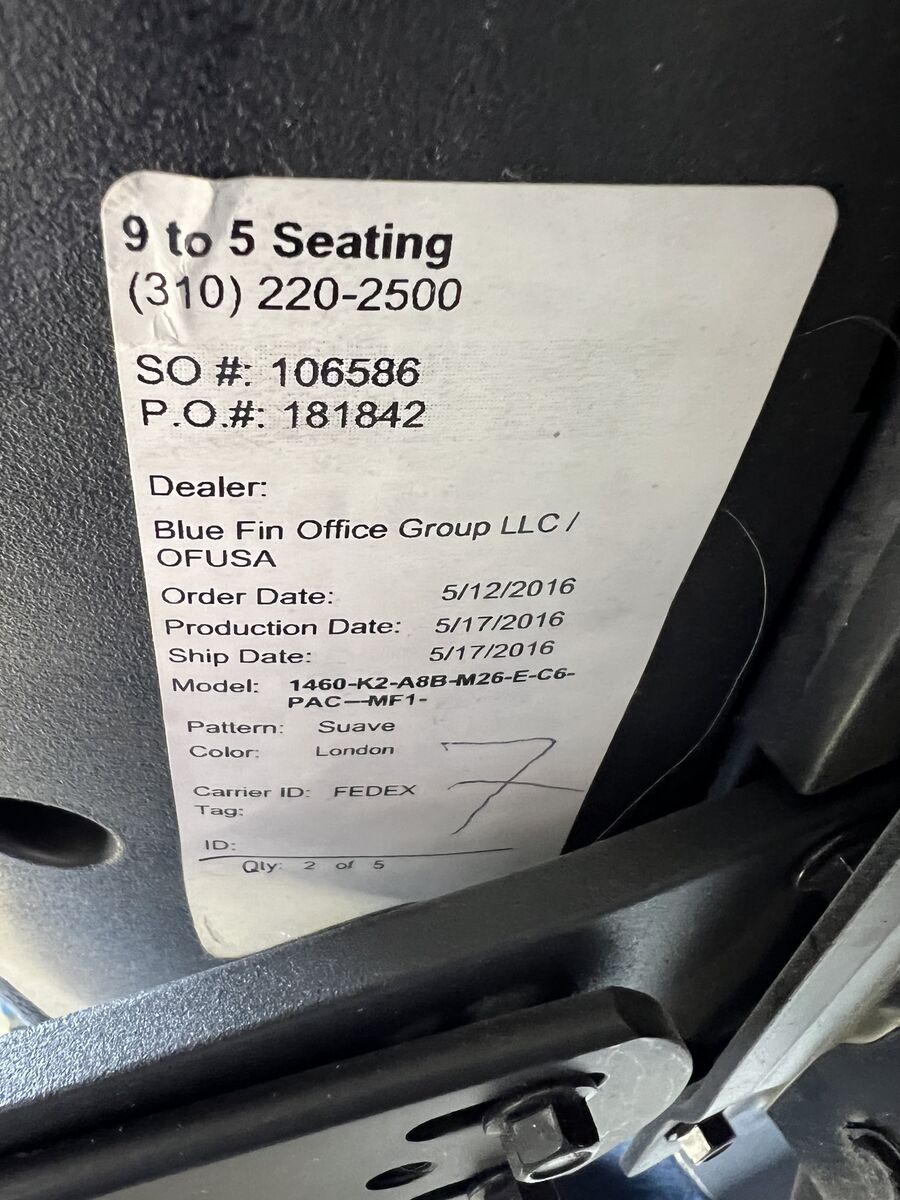 9 to 5 Seating
(310) 220-2500
SO #: 106586
P.O.#: 181842
Dealer:
Blue Fin Office Group LLC /
OFUSA
Order Date: 5/12/2016
Production Date: 5/17/2016
Ship Date: 5/17/2016
Model: 1460-K2-A8B-M26-E-C6-
PAC---MF1-
Pattern: Suave
Color: London
7
Carrier ID: FEDEX
Tag:
ID:
Qty: 2 of 5